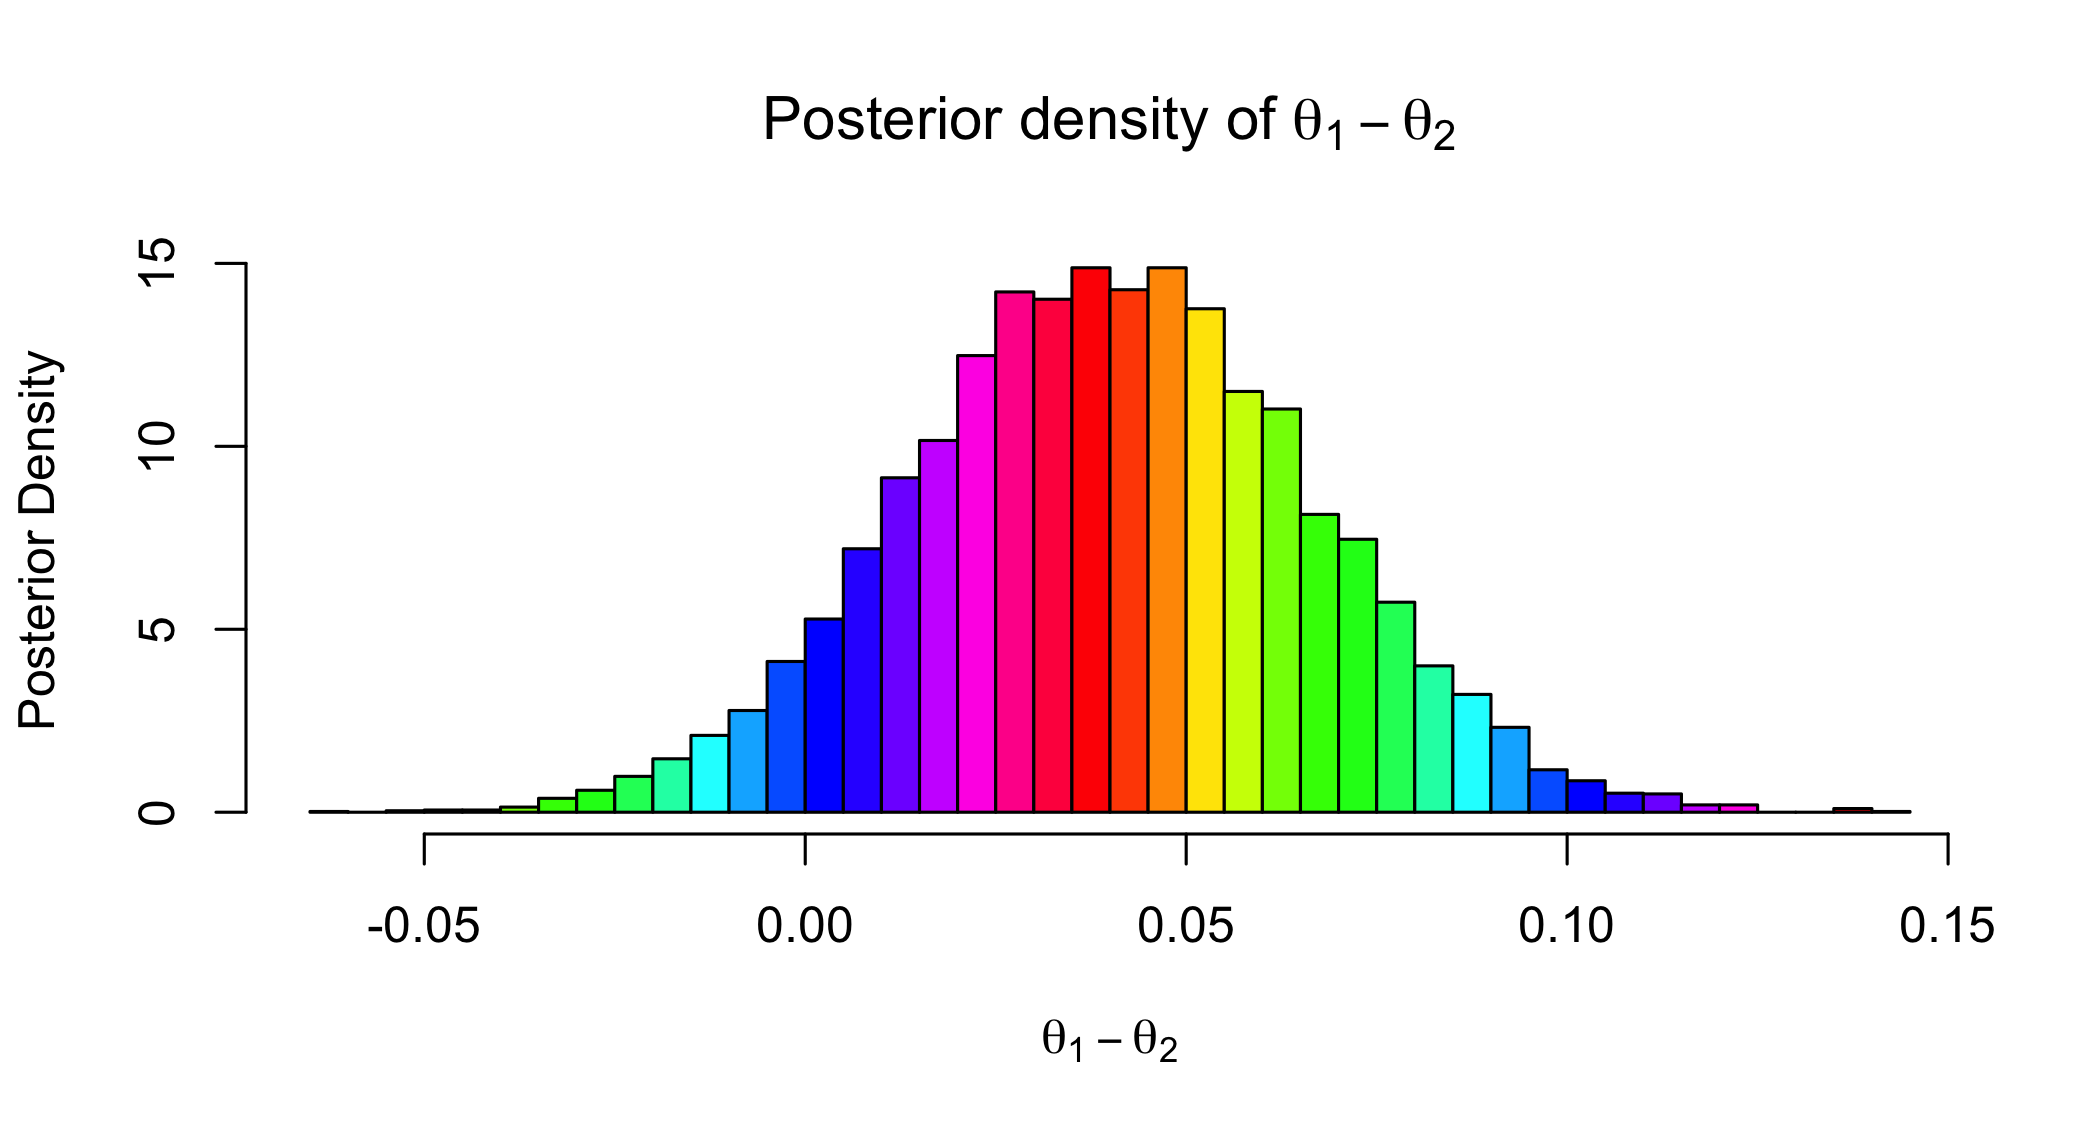 Posterior density of θ₁ – θ₂
Posterior Density
15
10
5
0
-0.05 0.00 0.05 0.10 0.15
θ₁ – θ₂